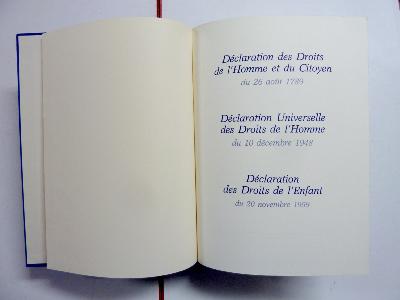 Déclaration des Droits
de l'Homme et du Citoyen
du 26 août 1789
Déclaration Universelle
des Droits de l'Homme
du 10 décembre 1948
Déclaration
des Droits de l'Enfant
du 20 novembre 1959